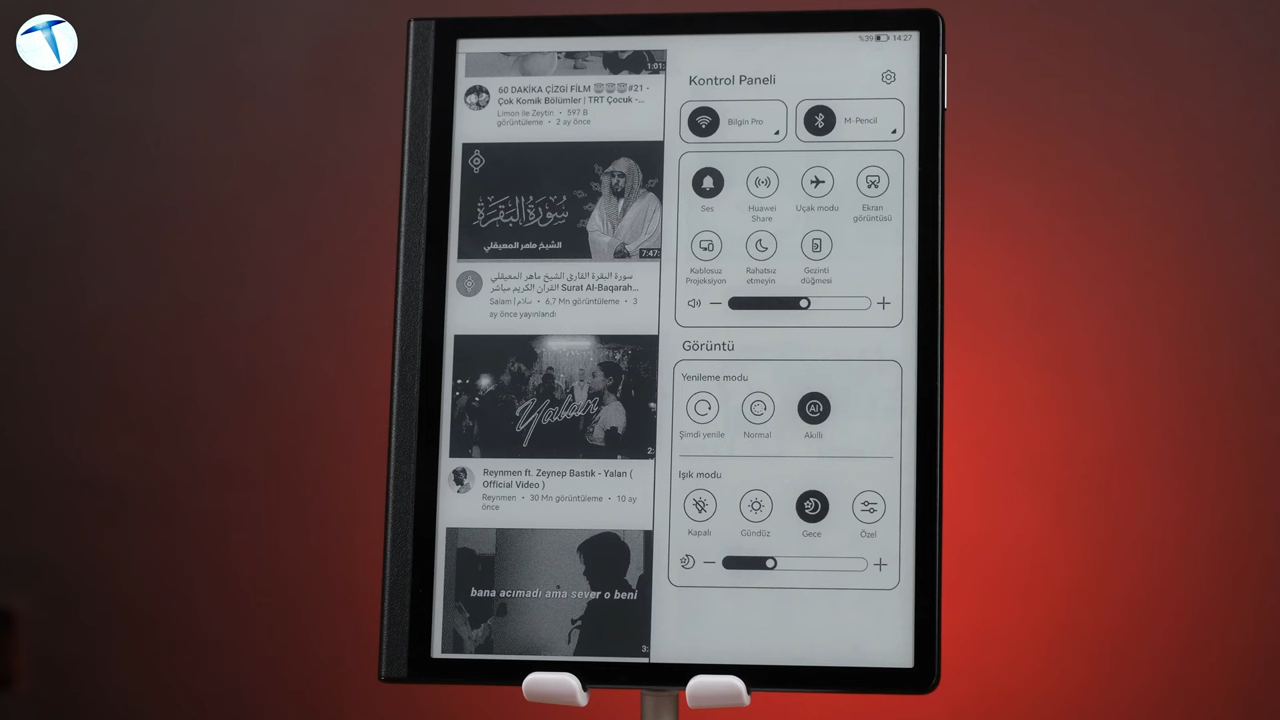 %39 14:27
1:01:
60 DAKİKA ÇİZGİ FİLM 😇😇😇#21 -
Çok Komik Bölümler | TRT Çocuk -...
Limon ile Zeytin • 597 B
görüntüleme • 2 ay önce
سورة البقرة
الشيخ ماهر المعيقلي
7:47:
سورة البقرة القارئ الشيخ ماهر المعيقلي
القران الكريم مباشر Surat Al-Baqarah...
Salam | سلام • 6,7 Mn görüntüleme • 3
ay önce yayınlandı
Yalan
2:
Reynmen ft. Zeynep Bastık - Yalan (
Official Video )
Reynmen • 30 Mn görüntüleme • 10 ay
önce
bana acımadı ama sever o beni
3:
Kontrol Paneli
Bilgin Pro
M-Pencil
Ses
Huawei
Share
Uçak modu
Ekran
görüntüsü
Kablosuz
Projeksiyon
Rahatsız
etmeyin
Gezinti
düğmesi
Görüntü
Yenileme modu
AI
Şimdi yenile
Normal
Akıllı
Işık modu
Kapalı
Gündüz
Gece
Özel